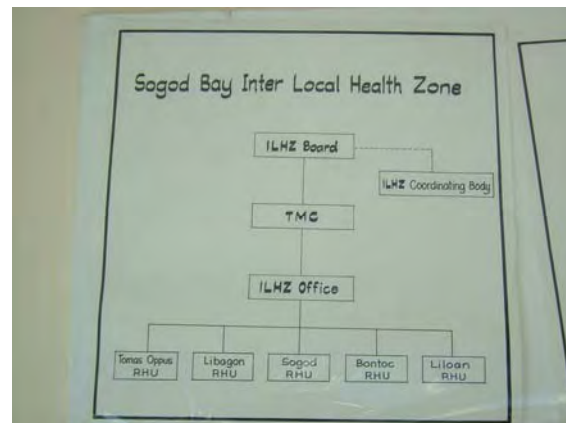 Sogod Bay Inter Local Health Zone
ILHZ Board
ILHZ Coordinating Body
TMC
ILHZ Office
Tomas Oppus
RHU
Libagon
RHU
Sogod
RHU
Bontoc
RHU
Liloan
RHU